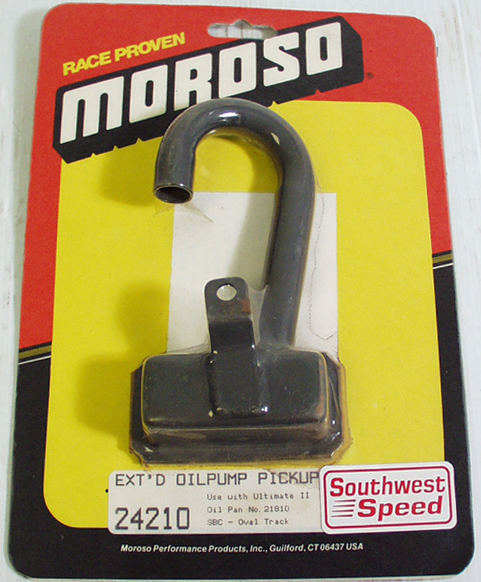 RACE PROVEN
MOROSO
®
EXT'D OILPUMP PICKUP
Use with Ultimate II
24210
Oil Pan No. 21810
SBC - Oval Track
Southwest
Speed
Moroso Performance Products, Inc., Guilford, CT 06437 USA